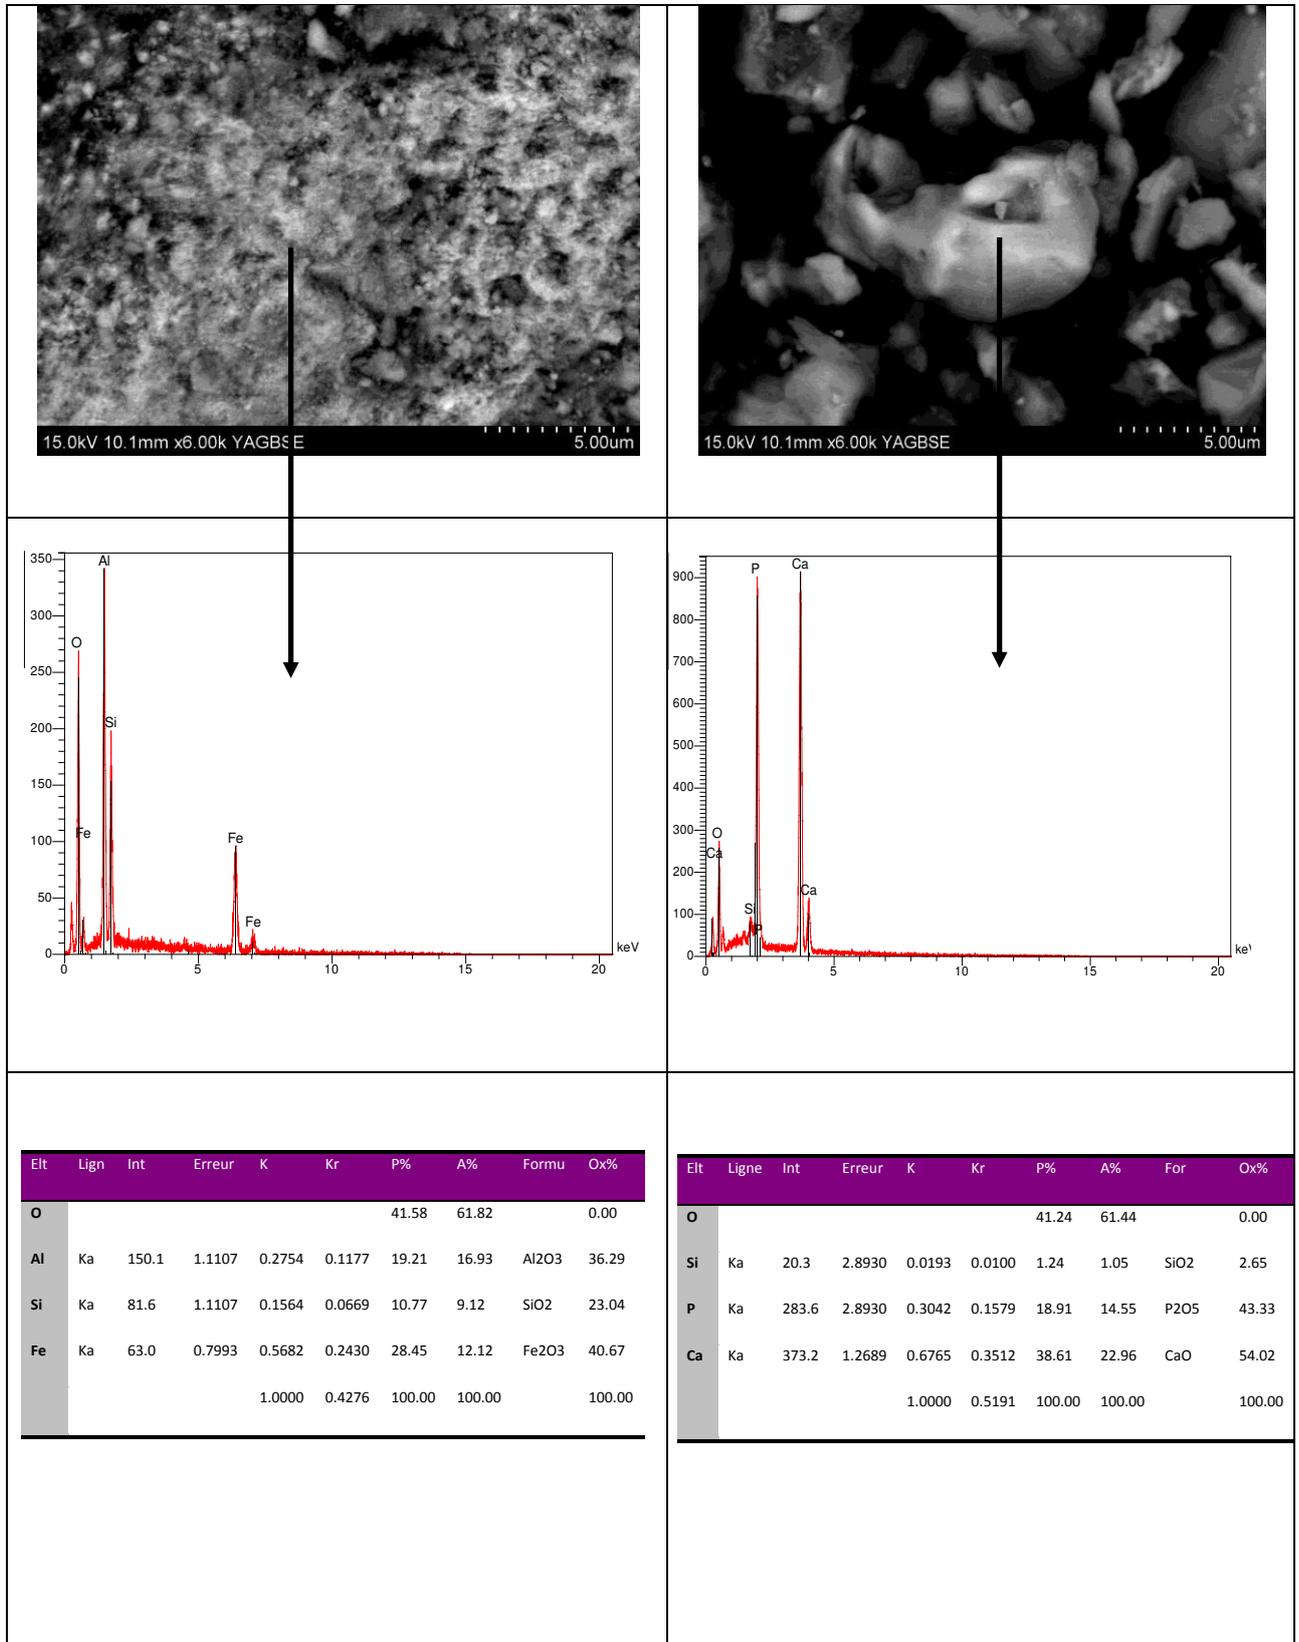 15.0kV 10.1mm x6.00k YAGBSE 5.00um
15.0kV 10.1mm x6.00k YAGBSE 5.00um
350
300
250
200
150
100
50
0
Al
O
Si
Fe
Fe
Fe
0 5 10 15 20
keV
900
800
700
600
500
400
300
200
100
0
P Ca
O
Ca
Si
P
Ca
0 5 10 15 20
keV
Elt Lign Int Erreur K Kr P% A% Formu Ox%
O 41.58 61.82 0.00
Al Ka 150.1 1.1107 0.2754 0.1177 19.21 16.93 Al2O3 36.29
Si Ka 81.6 1.1107 0.1564 0.0669 10.77 9.12 SiO2 23.04
Fe Ka 63.0 0.7993 0.5682 0.2430 28.45 12.12 Fe2O3 40.67
1.0000 0.4276 100.00 100.00 100.00
Elt Ligne Int Erreur K Kr P% A% For Ox%
O 41.24 61.44 0.00
Si Ka 20.3 2.8930 0.0193 0.0100 1.24 1.05 SiO2 2.65
P Ka 283.6 2.8930 0.3042 0.1579 18.91 14.55 P2O5 43.33
Ca Ka 373.2 1.2689 0.6765 0.3512 38.61 22.96 CaO 54.02
1.0000 0.5191 100.00 100.00 100.00